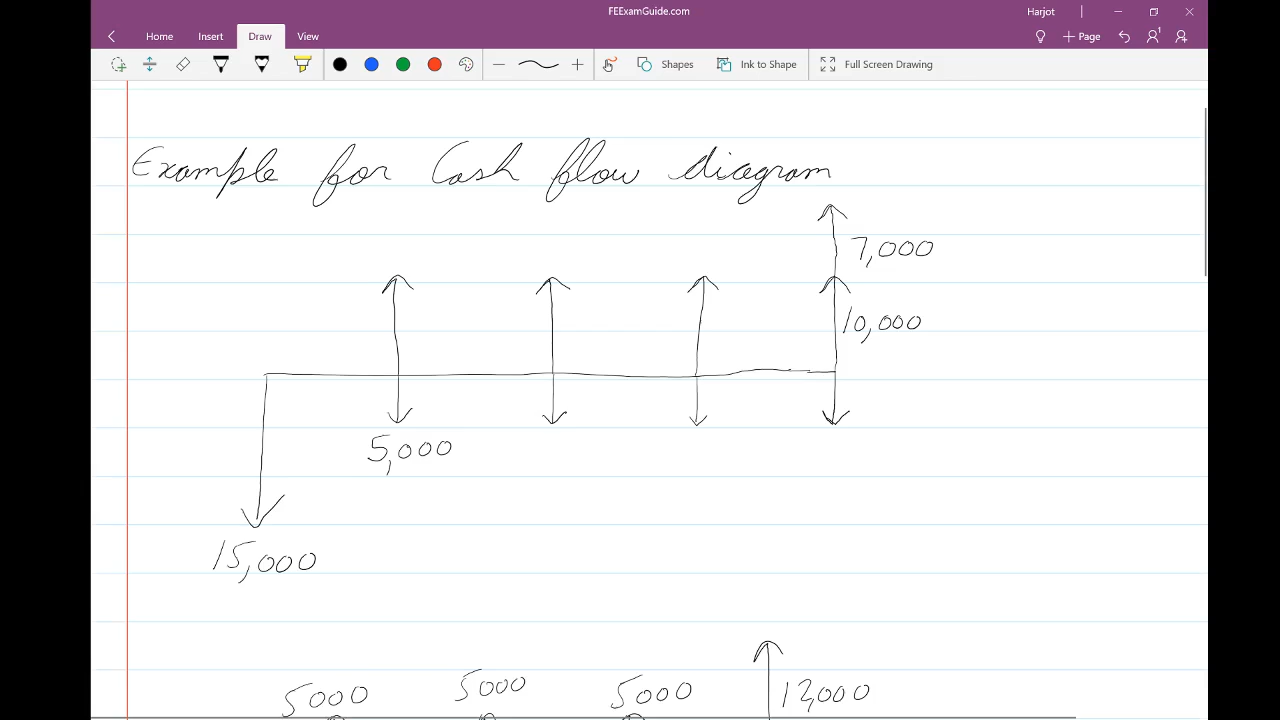 FEExamGuide.com
Harjot
Home Insert Draw View
Page
Shapes Ink to Shape Full Screen Drawing
Example for Cash flow diagram
7,000
10,000
5,000
15,000
5000 5000 5000 12,000